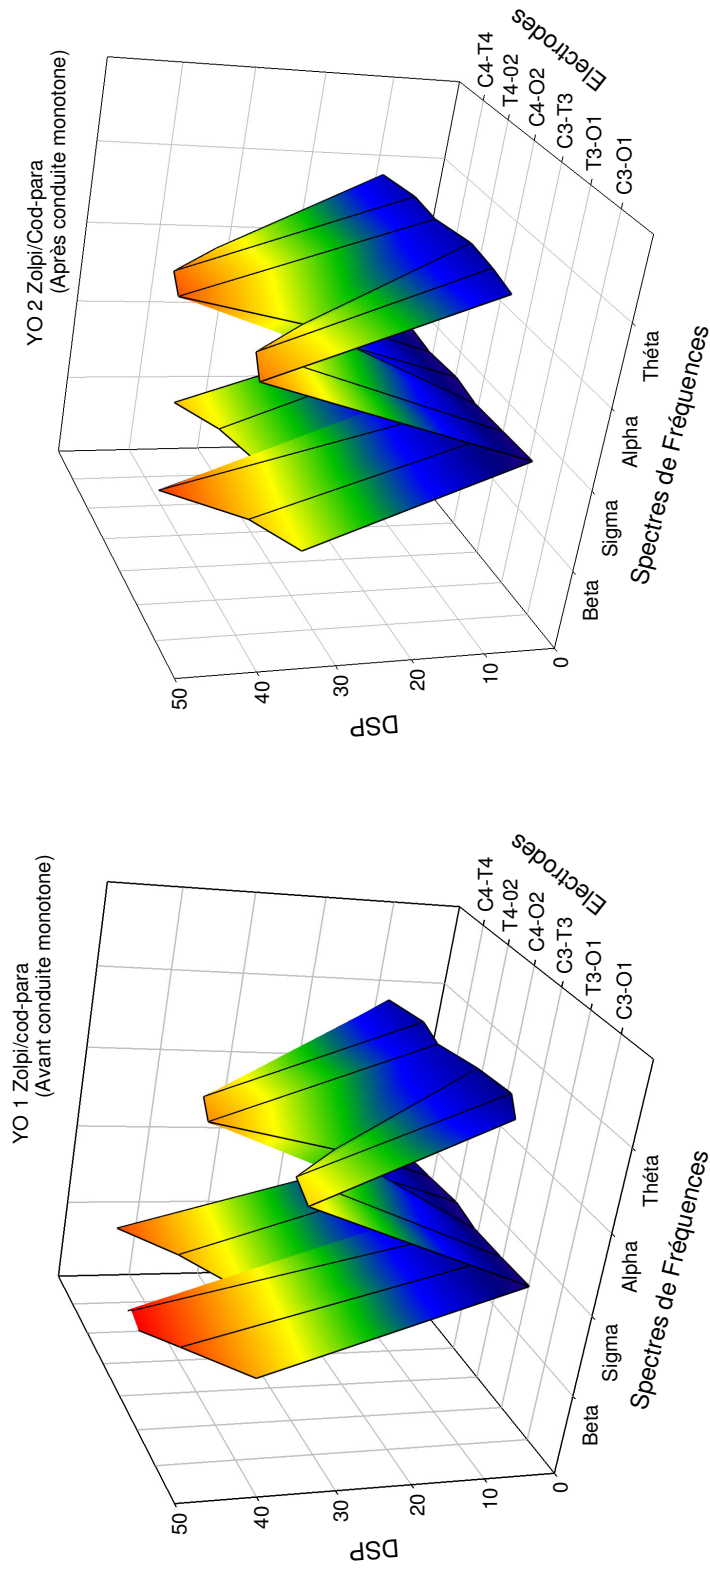 YO 1 Zolpi/cod-para
(Avant conduite monotone)
50
40
30
20
10
0
DSP
Beta
Sigma
Alpha
Théta
Spectres de Fréquences
C3-O1
T3-O1
C3-T3
C4-O2
T4-02
C4-T4
Electrodes
YO 2 Zolpi/Cod-para
(Après conduite monotone)
50
40
30
20
10
0
DSP
Beta
Sigma
Alpha
Théta
Spectres de Fréquences
C3-O1
T3-O1
C3-T3
C4-O2
T4-02
C4-T4
Electrodes